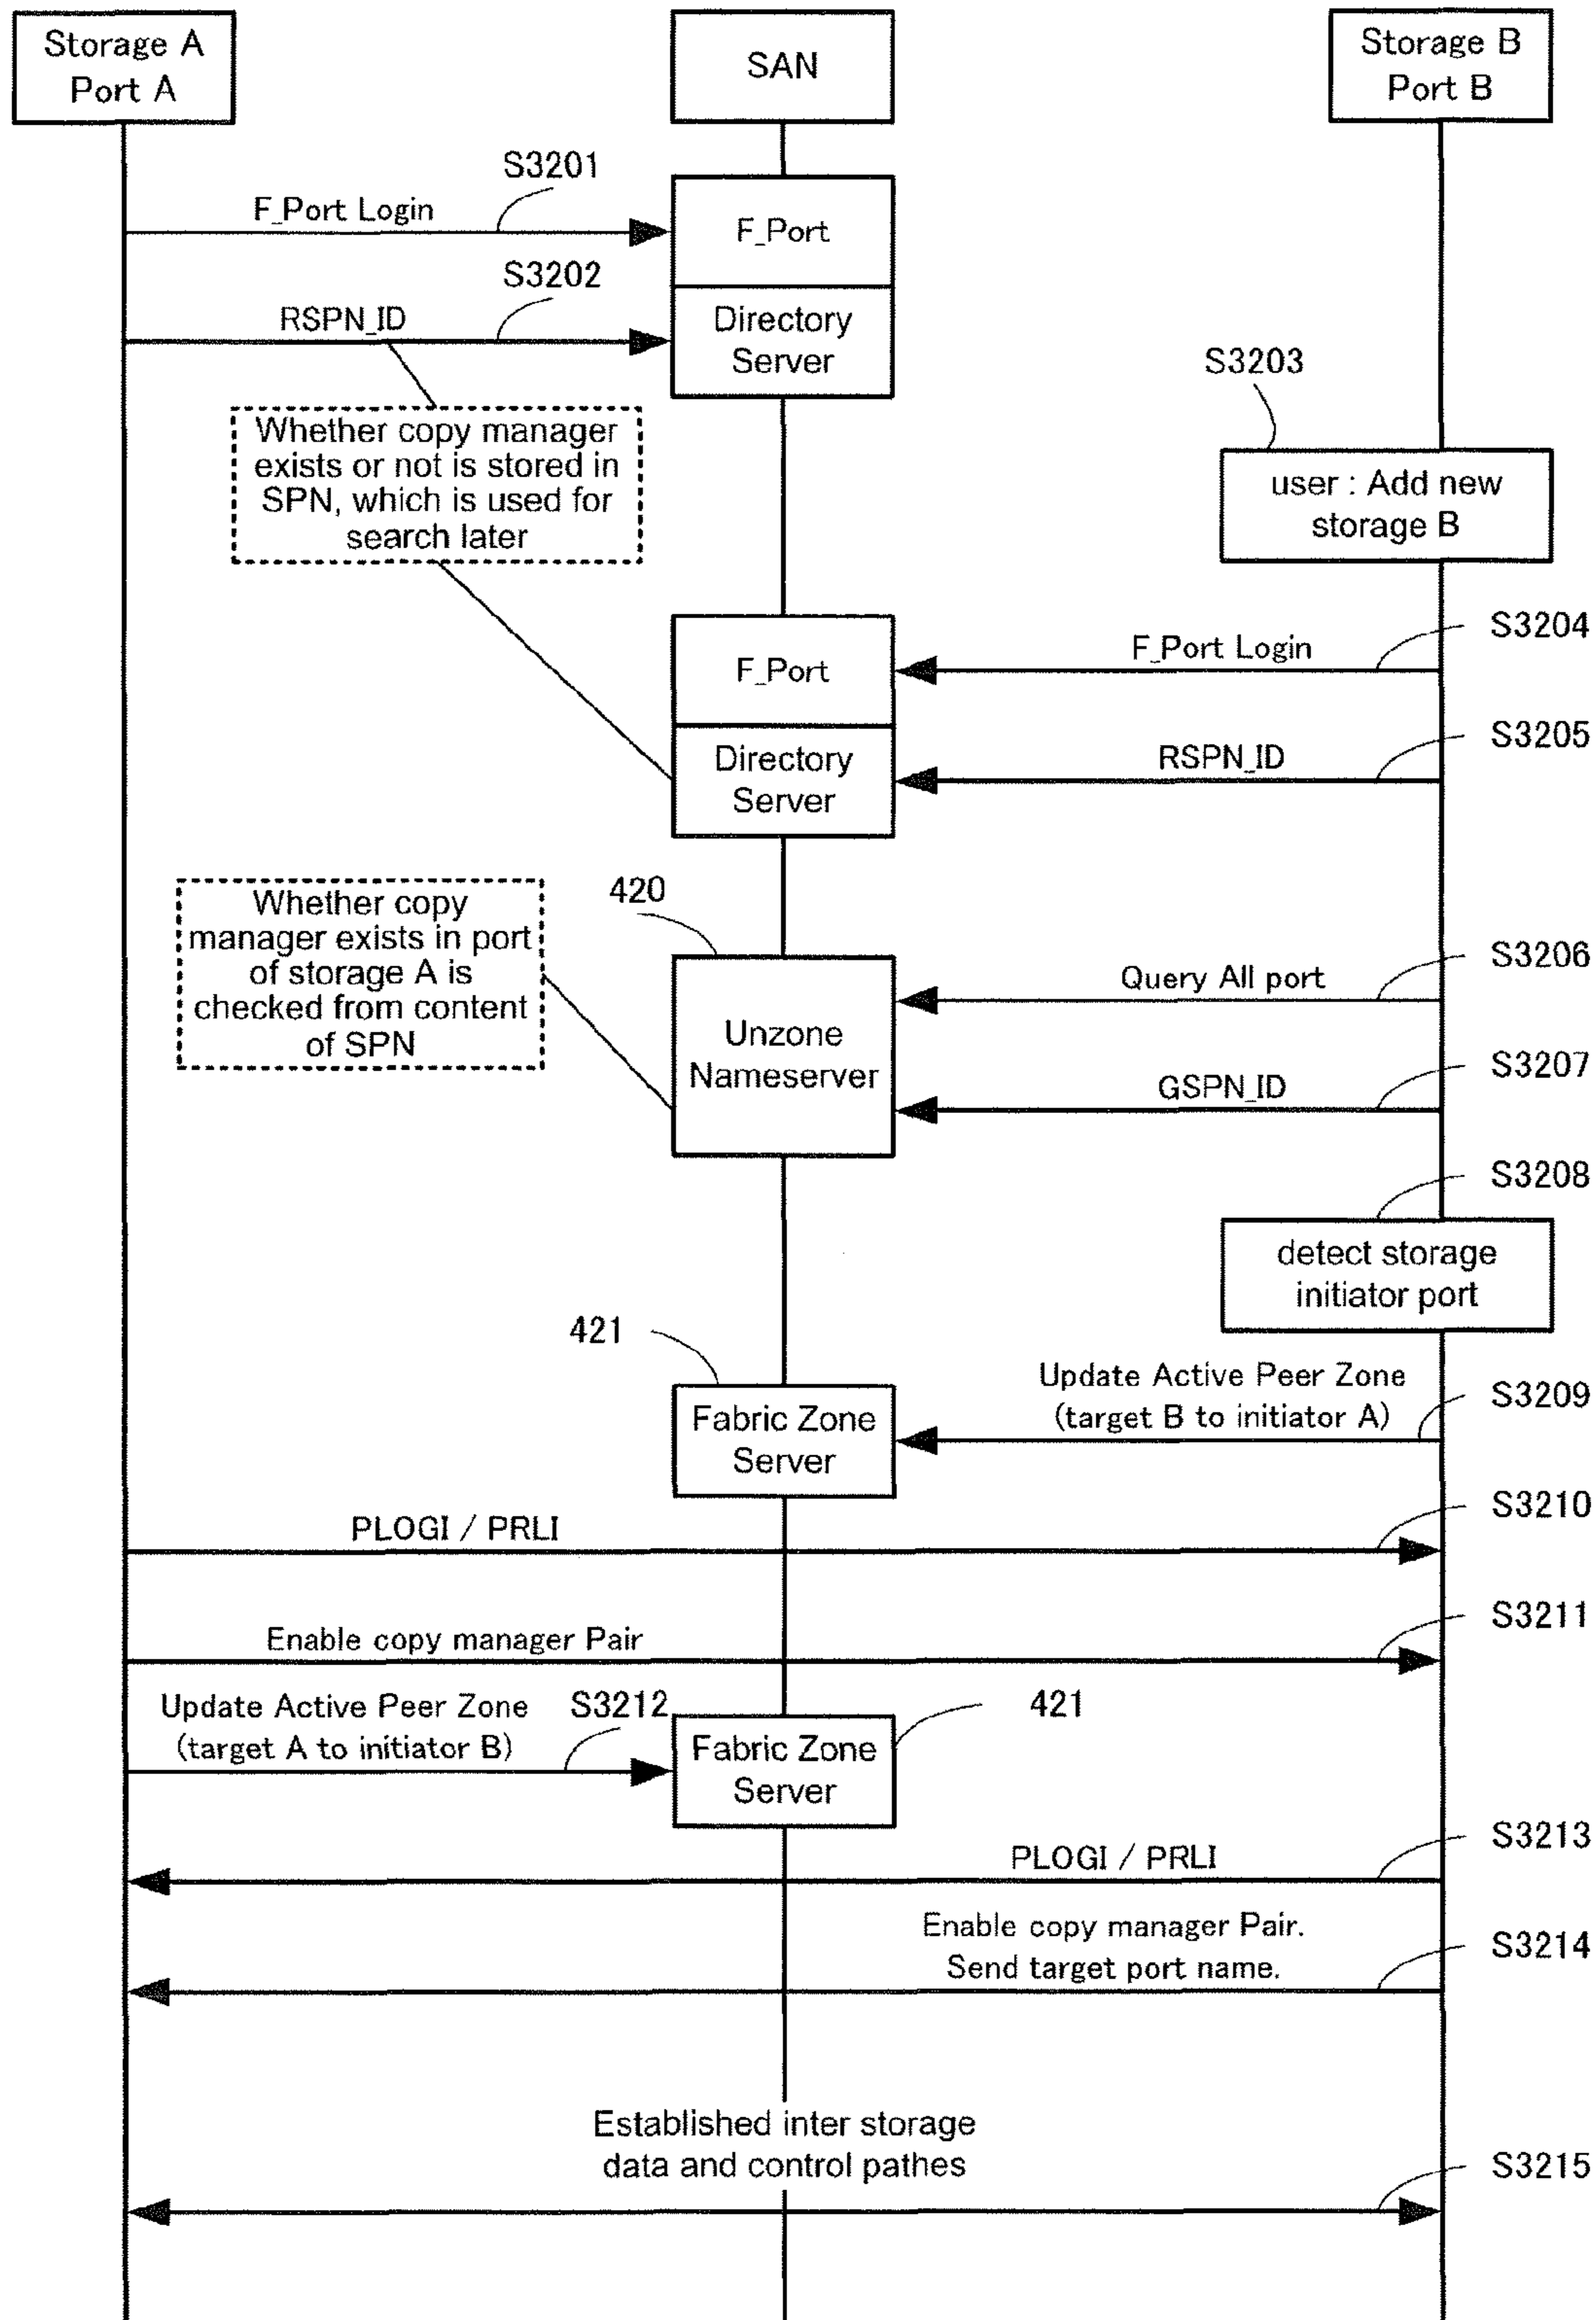 Storage A
Port A
SAN
Storage B
Port B
S3201
F_Port Login
F_Port
S3202
RSPN_ID
Directory
Server
S3203
Whether copy manager
exists or not is stored in
SPN, which is used for
search later
user : Add new
storage B
S3204
F_Port Login
F_Port
S3205
RSPN_ID
Directory
Server
420
Whether copy
manager exists in port
of storage A is
checked from content
of SPN
S3206
Query All port
Unzone
Nameserver
S3207
GSPN_ID
S3208
detect storage
initiator port
421
Update Active Peer Zone
(target B to initiator A)
S3209
Fabric Zone
Server
S3210
PLOGI / PRLI
S3211
Enable copy manager Pair
Update Active Peer Zone
(target A to initiator B)
S3212
421
Fabric Zone
Server
S3213
PLOGI / PRLI
Enable copy manager Pair.
Send target port name.
S3214
Established inter storage
data and control pathes
S3215